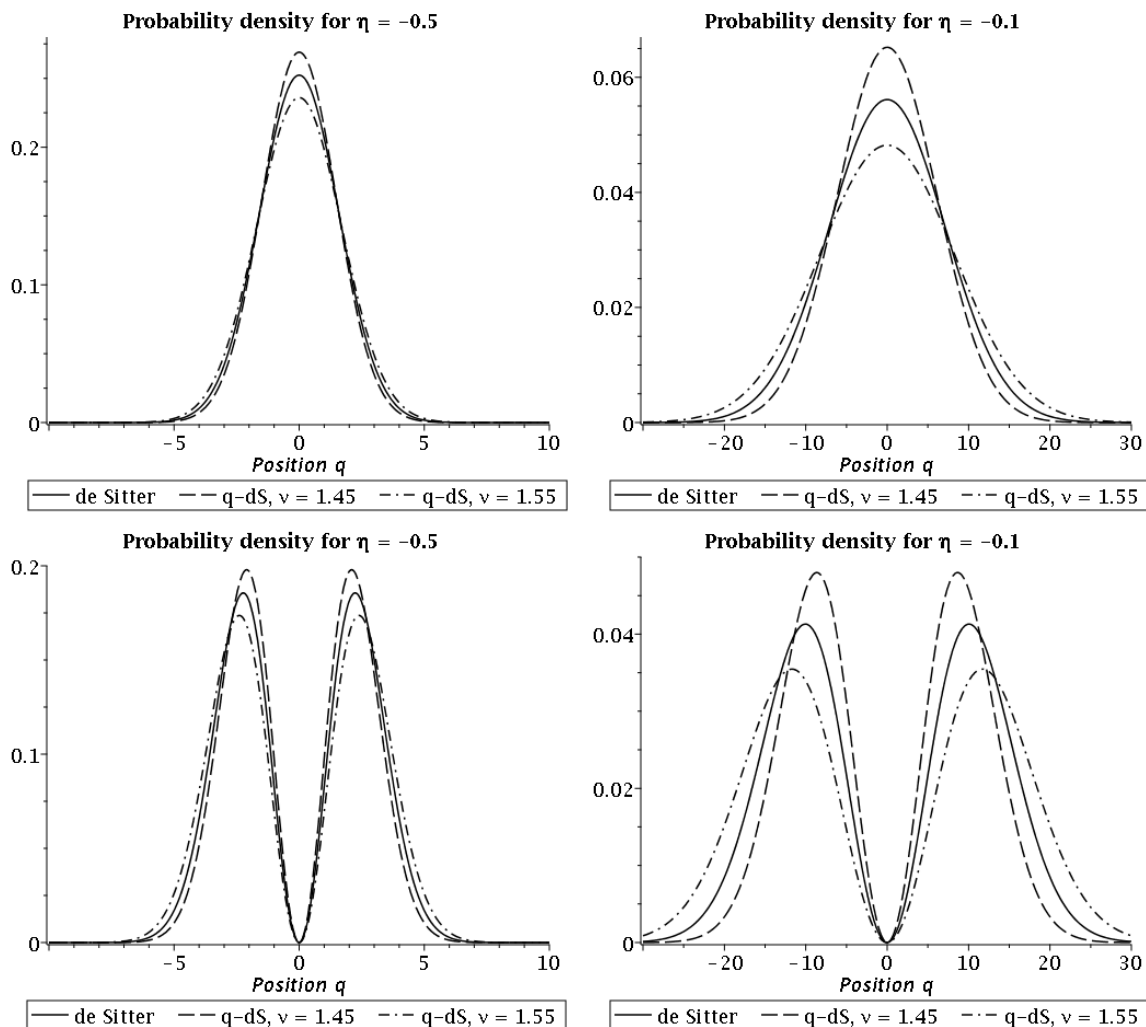 Probability density for η = −0.5
0.2
0.1
0
−5
0
5
10
Position q
de Sitter
q−dS, ν = 1.45
q−dS, ν = 1.55
Probability density for η = −0.1
0.06
0.04
0.02
0
−20
−10
0
10
20
30
Position q
de Sitter
q−dS, ν = 1.45
q−dS, ν = 1.55
Probability density for η = −0.5
0.2
0.1
0
−5
0
5
10
Position q
de Sitter
q−dS, ν = 1.45
q−dS, ν = 1.55
Probability density for η = −0.1
0.04
0.02
0
−20
−10
0
10
20
30
Position q
de Sitter
q−dS, ν = 1.45
q−dS, ν = 1.55